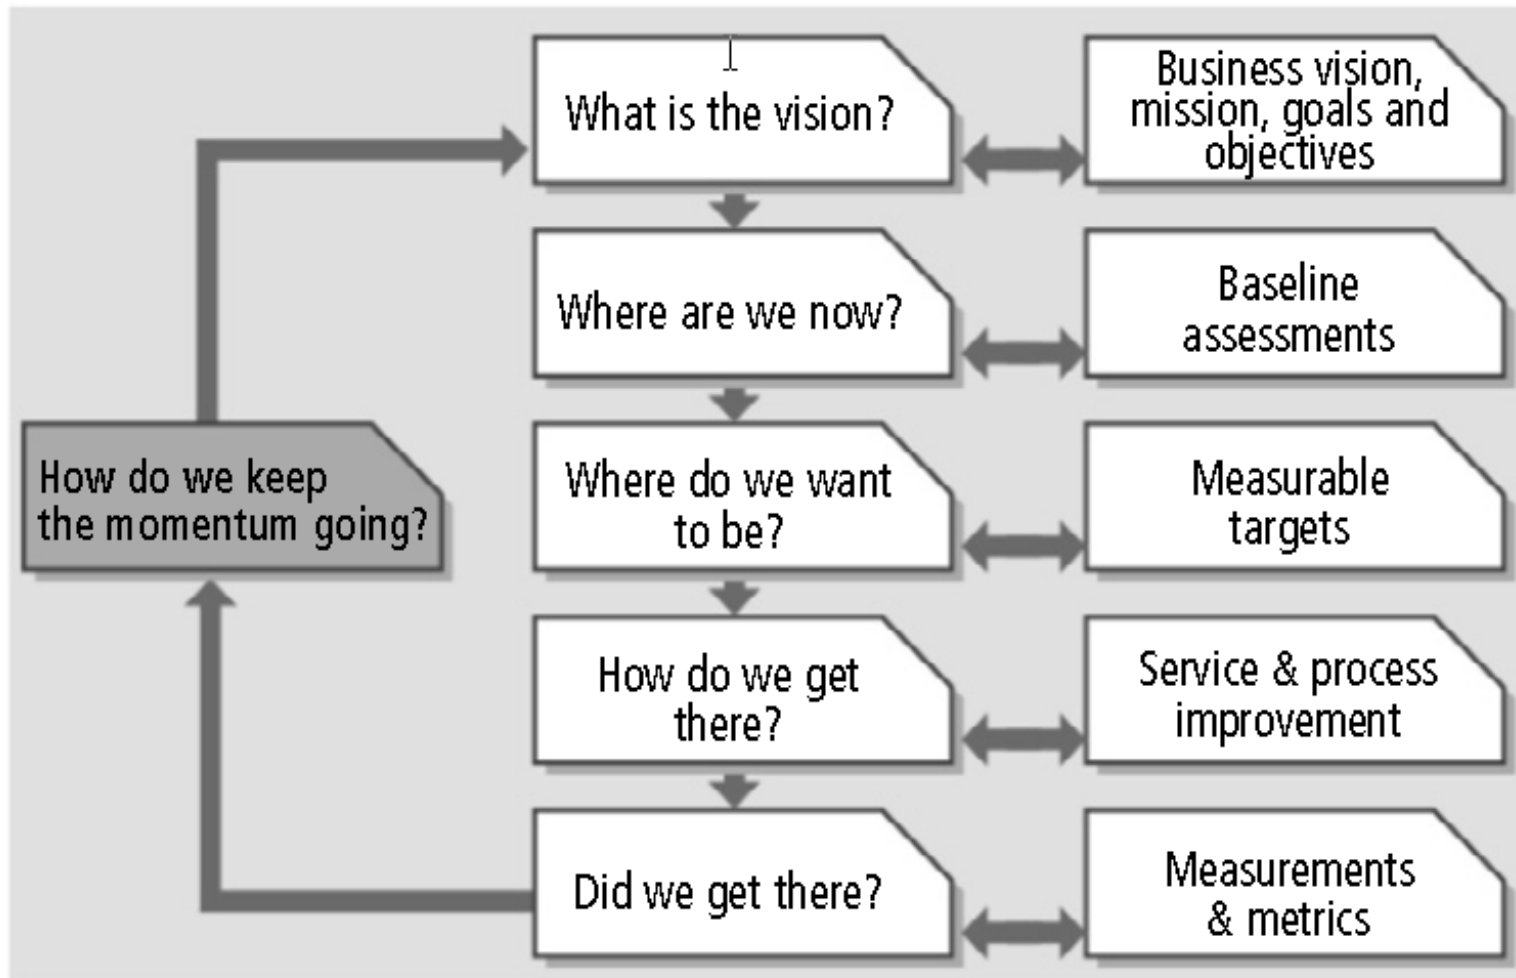 What is the vision?
Business vision,
mission, goals and
objectives
Where are we now?
Baseline
assessments
How do we keep
the momentum going?
Where do we want
to be?
Measurable
targets
How do we get
there?
Service & process
improvement
Did we get there?
Measurements
& metrics